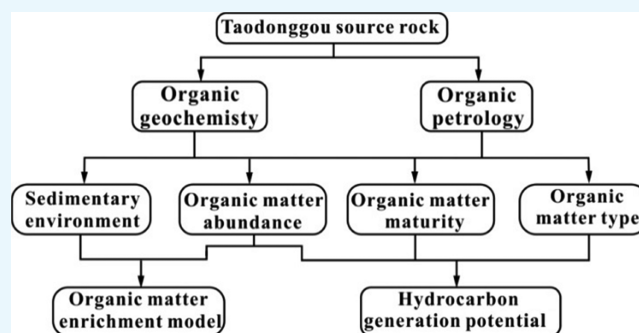 Taodonggou source rock
Organic
geochemisty
Organic
petrology
Sedimentary
environment
Organic matter
abundance
Organic matter
maturity
Organic
matter type
Organic matter
enrichment model
Hydrocarbon
generation potential